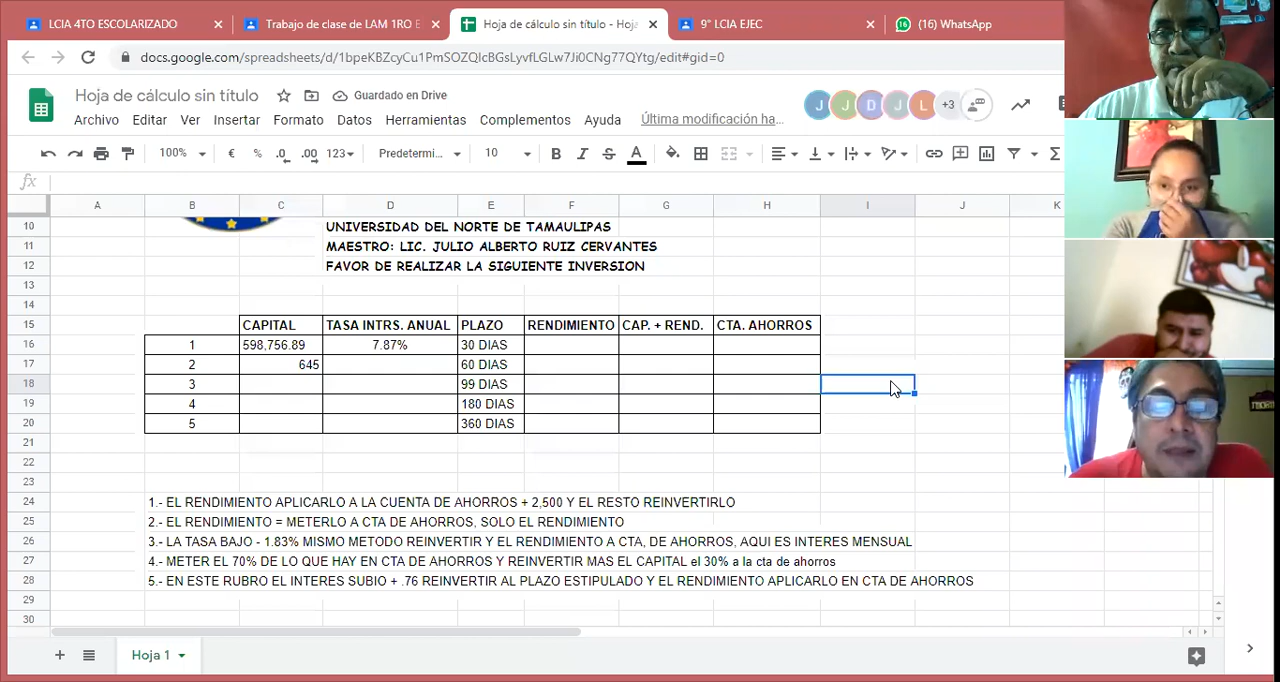 LCIA 4TO ESCOLARIZADO
Trabajo de clase de LAM 1RO E
Hoja de cálculo sin título - Hoja
9° LCIA EJEC
(16) WhatsApp
docs.google.com/spreadsheets/d/1bpeKBZcyCu1PmSOZQIcBGsLyvfLGLw7Ji0CNg77QYtg/edit#gid=0
Hoja de cálculo sin título
Guardado en Drive
J J D J L +3
Archivo Editar Ver Insertar Formato Datos Herramientas Complementos Ayuda Última modificación ha...
100% € % .0 .00 123 Predetermi... 10 B I S A Σ
fx
A B C D E F G H I J K
10 UNIVERSIDAD DEL NORTE DE TAMAULIPAS
11 MAESTRO: LIC. JULIO ALBERTO RUIZ CERVANTES
12 FAVOR DE REALIZAR LA SIGUIENTE INVERSION
13
14
15 CAPITAL TASA INTRS. ANUAL PLAZO RENDIMIENTO CAP. + REND. CTA. AHORROS
16 1 598,756.89 7.87% 30 DIAS
17 2 645 60 DIAS
18 3 99 DIAS
19 4 180 DIAS
20 5 360 DIAS
21
22
23
24 1.- EL RENDIMIENTO APLICARLO A LA CUENTA DE AHORROS + 2,500 Y EL RESTO REINVERTIRLO
25 2.- EL RENDIMIENTO = METERLO A CTA DE AHORROS, SOLO EL RENDIMIENTO
26 3.- LA TASA BAJO - 1.83% MISMO METODO REINVERTIR Y EL RENDIMIENTO A CTA, DE AHORROS, AQUI ES INTERES MENSUAL
27 4.- METER EL 70% DE LO QUE HAY EN CTA DE AHORROS Y REINVERTIR MAS EL CAPITAL el 30% a la cta de ahorros
28 5.- EN ESTE RUBRO EL INTERES SUBIO + .76 REINVERTIR AL PLAZO ESTIPULADO Y EL RENDIMIENTO APLICARLO EN CTA DE AHORROS
29
30
Hoja 1